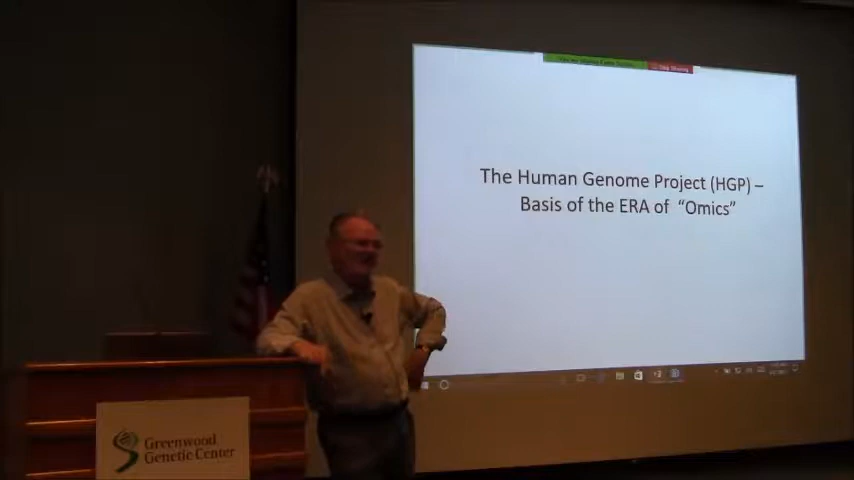 The Human Genome Project (HGP) –
Basis of the ERA of “Omics”
Greenwood
Genetic Center